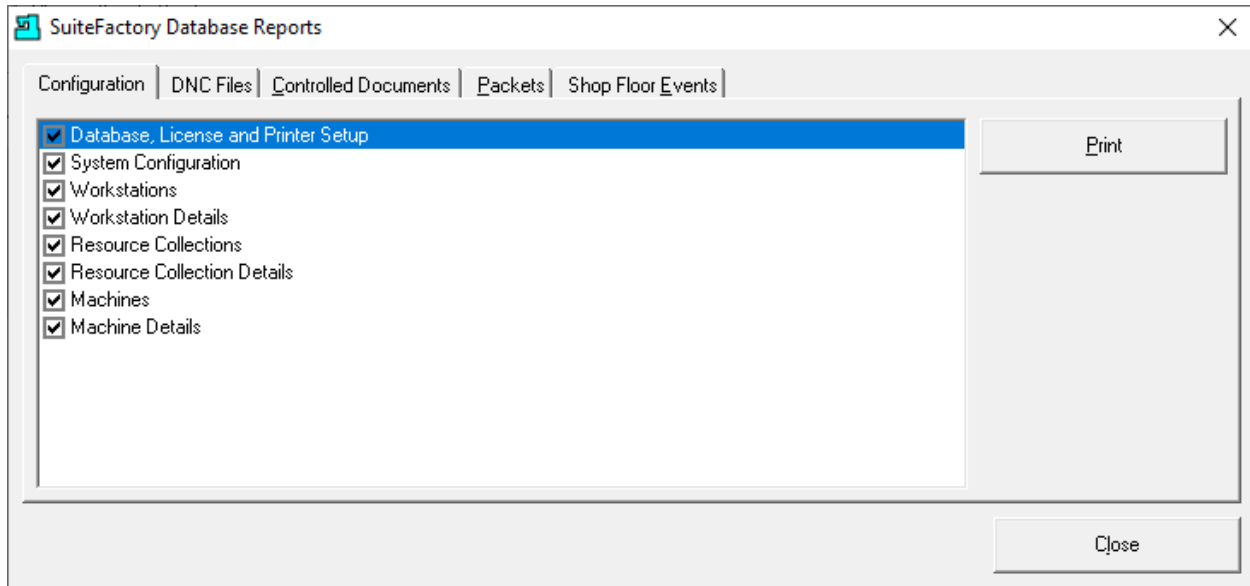 SuiteFactory Database Reports
Configuration DNC Files Controlled Documents Packets Shop Floor Events
Database, License and Printer Setup
Print
System Configuration
Workstations
Workstation Details
Resource Collections
Resource Collection Details
Machines
Machine Details
Close